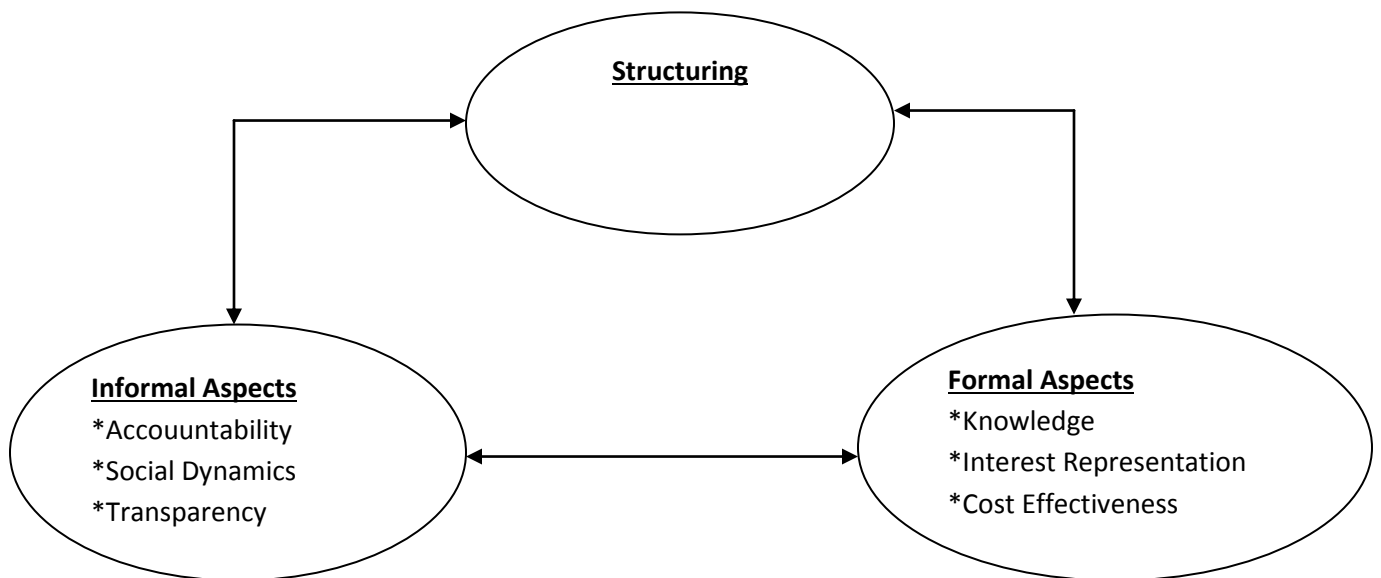 Structuring
Informal Aspects
*Accouuntability
*Social Dynamics
*Transparency
Formal Aspects
*Knowledge
*Interest Representation
*Cost Effectiveness